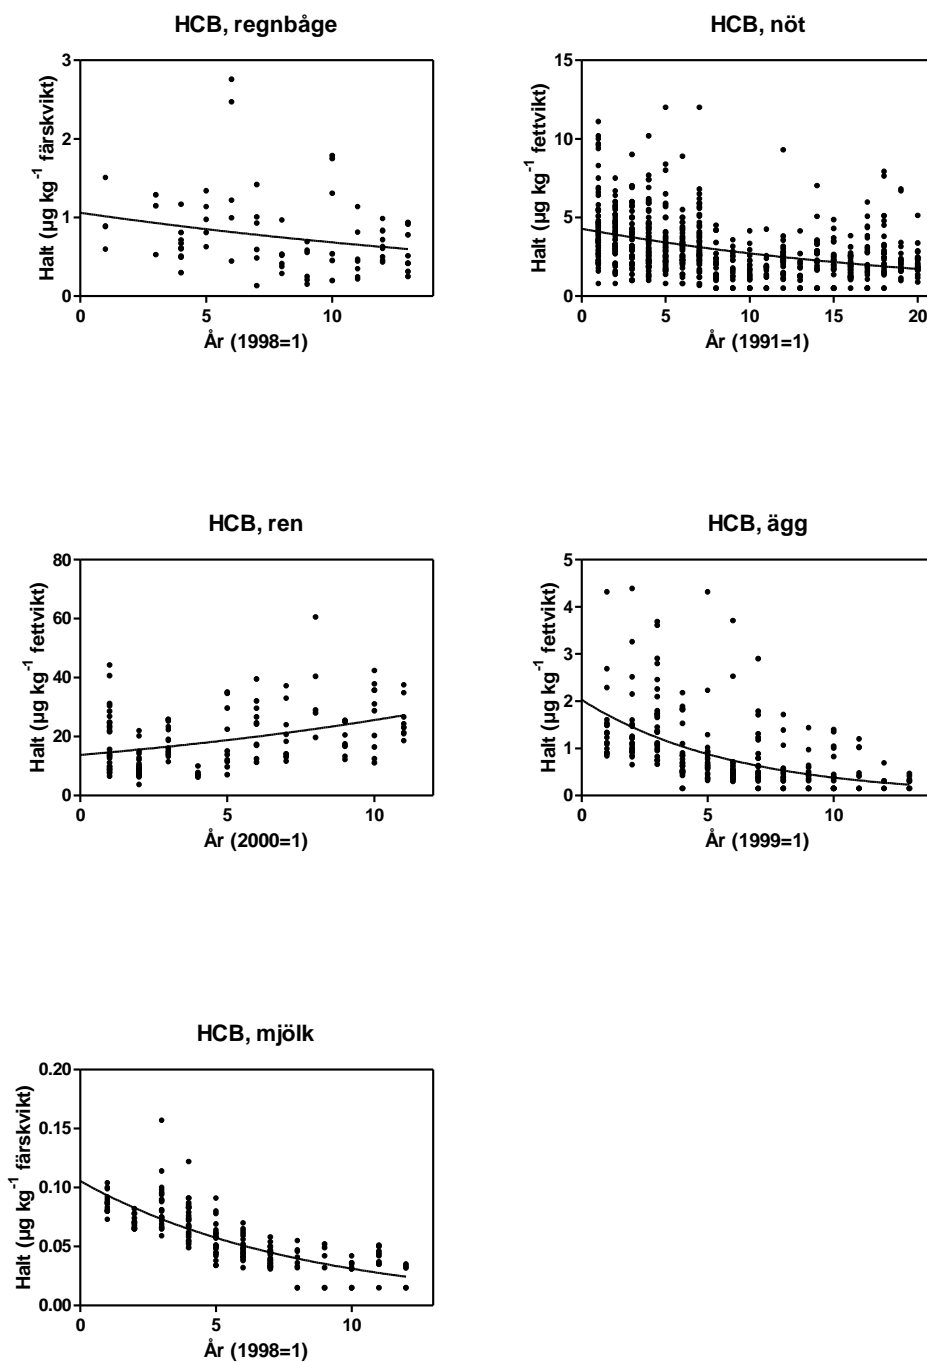 HCB, regnbåge
3
2
1
0
0 5 10
Halt (µg kg⁻¹ färskvikt)
År (1998=1)
HCB, nöt
15
10
5
0
0 5 10 15 20
Halt (µg kg⁻¹ fettvikt)
År (1991=1)
HCB, ren
80
60
40
20
0
0 5 10
Halt (µg kg⁻¹ fettvikt)
År (2000=1)
HCB, ägg
5
4
3
2
1
0
0 5 10
Halt (µg kg⁻¹ fettvikt)
År (1999=1)
HCB, mjölk
0.20
0.15
0.10
0.05
0.00
0 5 10
Halt (µg kg⁻¹ färskvikt)
År (1998=1)